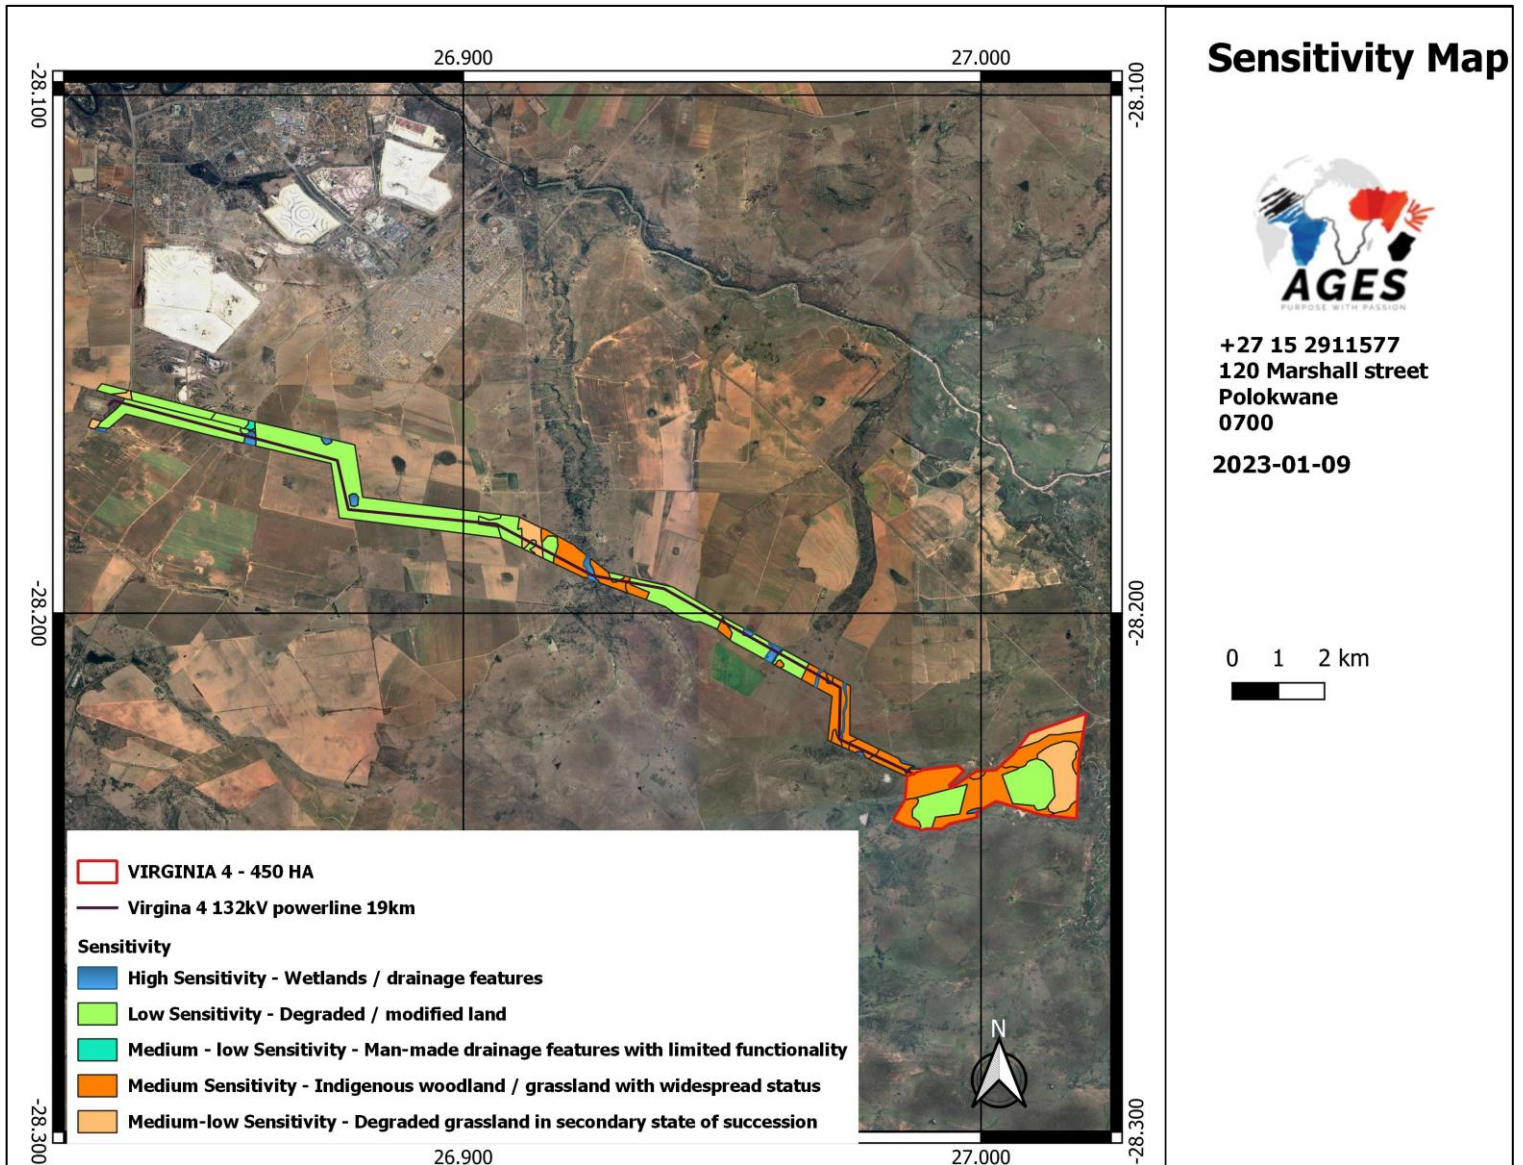 Sensitivity Map
26.900
27.000
-28.100
-28.100
AGES
PURPOSE WITH PASSION
+27 15 2911577
120 Marshall street
Polokwane
0700
2023-01-09
-28.200
-28.200
0 1 2 km
VIRGINIA 4 - 450 HA
Virgina 4 132kV powerline 19km
Sensitivity
High Sensitivity - Wetlands / drainage features
Low Sensitivity - Degraded / modified land
Medium - low Sensitivity - Man-made drainage features with limited functionality
Medium Sensitivity - Indigenous woodland / grassland with widespread status
Medium-low Sensitivity - Degraded grassland in secondary state of succession
N
-28.300
-28.300
26.900
27.000